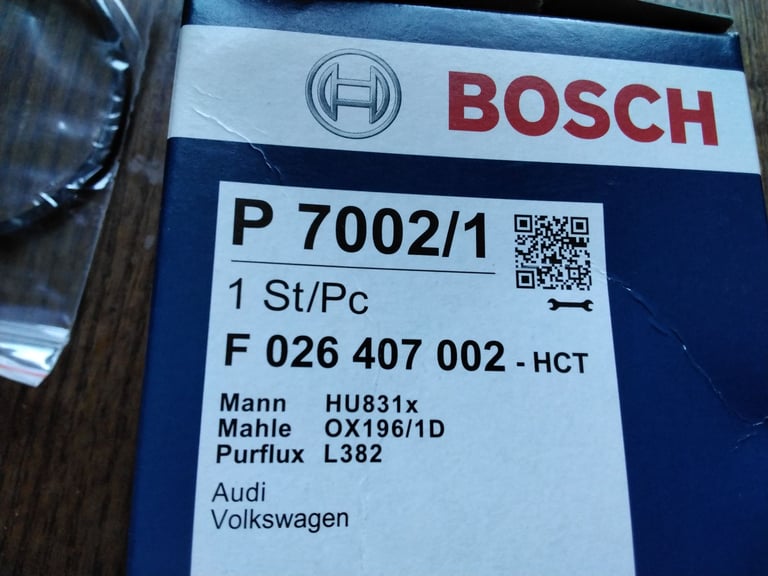 BOSCH
P 7002/1
1 St/Pc
F 026 407 002 - HCT
Mann HU831x
Mahle OX196/1D
Purflux L382
Audi
Volkswagen